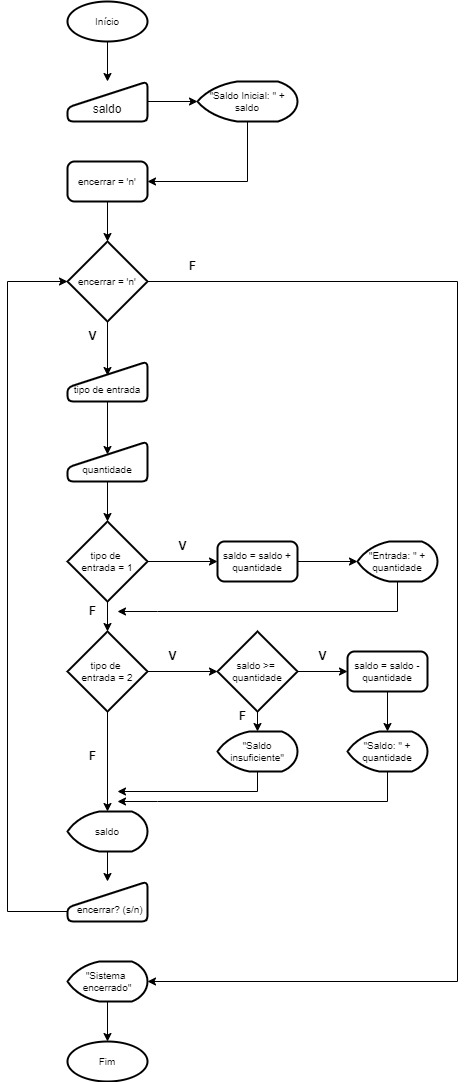 Início
saldo
"Saldo Inicial: " +
saldo
encerrar = 'n'
encerrar = 'n'
F
V
tipo de entrada
quantidade
tipo de
entrada = 1
V
saldo = saldo +
quantidade
"Entrada: " +
quantidade
F
tipo de
entrada = 2
V
saldo >=
quantidade
V
saldo = saldo -
quantidade
F
F
"Saldo
insuficiente"
"Saldo: " +
quantidade
saldo
encerrar? (s/n)
"Sistema
encerrado"
Fim